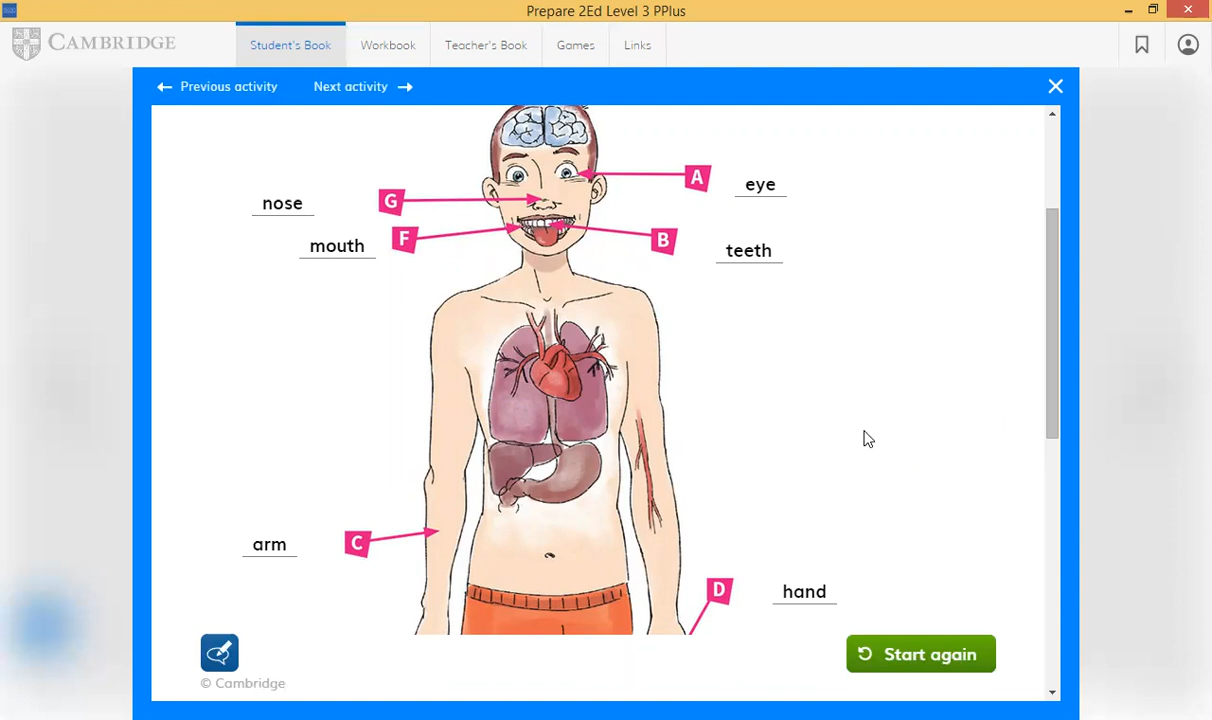 Prepare 2Ed Level 3 PPlus
CAMBRIDGE
Student's Book
Workbook
Teacher's Book
Games
Links
Previous activity
Next activity
A
eye
nose
G
mouth
F
B
teeth
arm
C
D
hand
Start again
© Cambridge